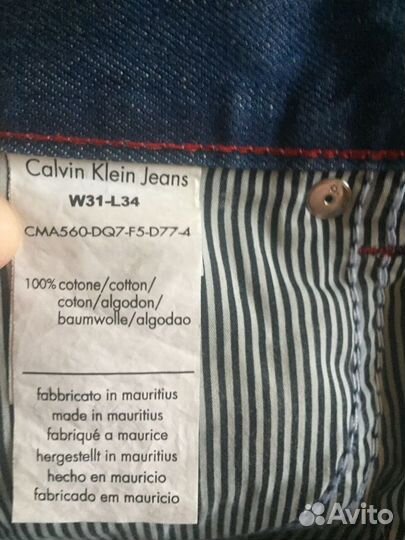 Calvin Klein Jeans
W31-L34
CMA560-DQ7-F5-D77-4
100% cotone/cotton/
coton/algodon/
baumwolle/algodao
fabbricato in mauritius
made in mauritius
fabriqué a maurice
hergestellt in mauritius
hecho en mauricio
fabricado em mauricio
Avito